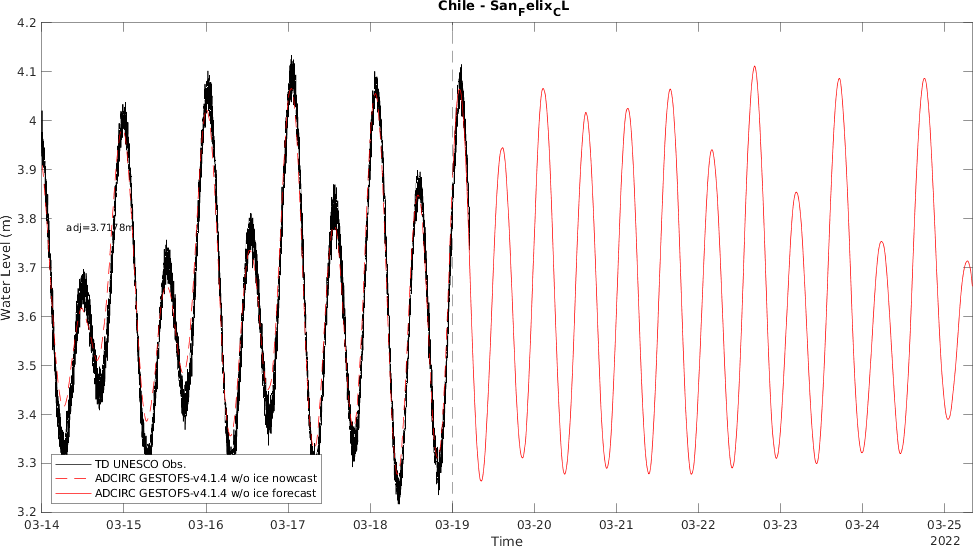 Chile - SanFelixCL
4.2
4.1
4
3.9
3.8
3.7
3.6
3.5
3.4
3.3
3.2
Water Level (m)
adj=3.7178m
TD UNESCO Obs.
ADCIRC GESTOFS-v4.1.4 w/o ice nowcast
ADCIRC GESTOFS-v4.1.4 w/o ice forecast
03-14 03-15 03-16 03-17 03-18 03-19 03-20 03-21 03-22 03-23 03-24 03-25
Time
2022